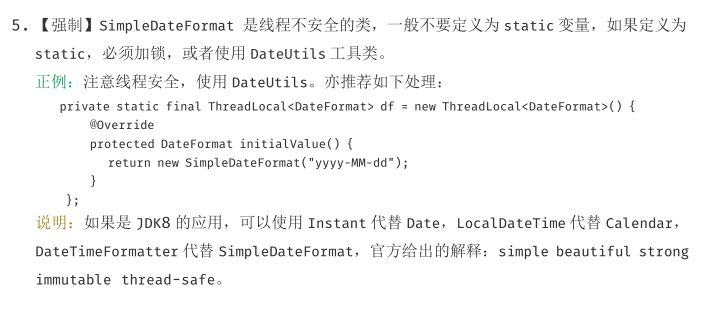 5. 【强制】SimpleDateFormat 是线程不安全的类，一般不要定义为 static 变量，如果定义为
static，必须加锁，或者使用 DateUtils 工具类。
正例：注意线程安全，使用 DateUtils。亦推荐如下处理：
private static final ThreadLocal<DateFormat> df = new ThreadLocal<DateFormat>() {
@Override
protected DateFormat initialValue() {
return new SimpleDateFormat("yyyy-MM-dd");
}
};
说明：如果是 JDK8 的应用，可以使用 Instant 代替 Date，LocalDateTime 代替 Calendar，
DateTimeFormatter 代替 SimpleDateFormat，官方给出的解释：simple beautiful strong
immutable thread-safe。